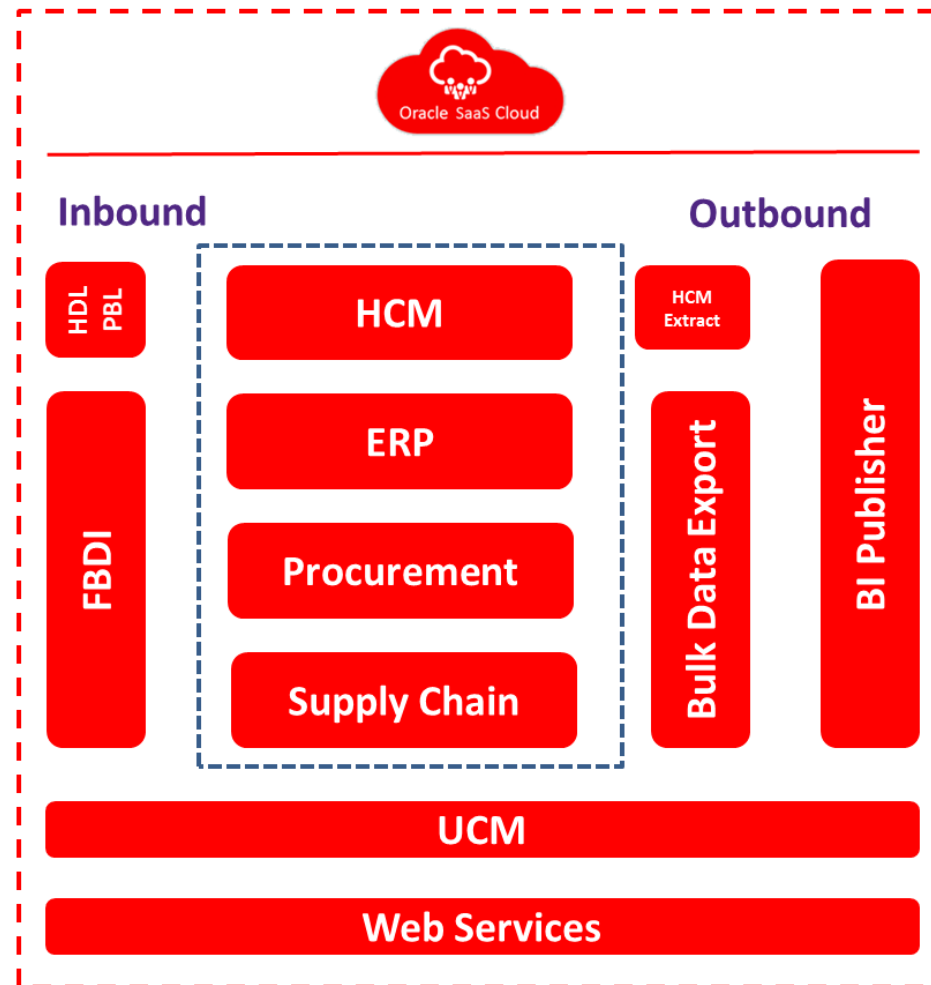 Oracle SaaS Cloud
Inbound
Outbound
HDL
PBL
HCM
HCM
Extract
BI Publisher
FBDI
ERP
Bulk Data Export
Procurement
Supply Chain
UCM
Web Services